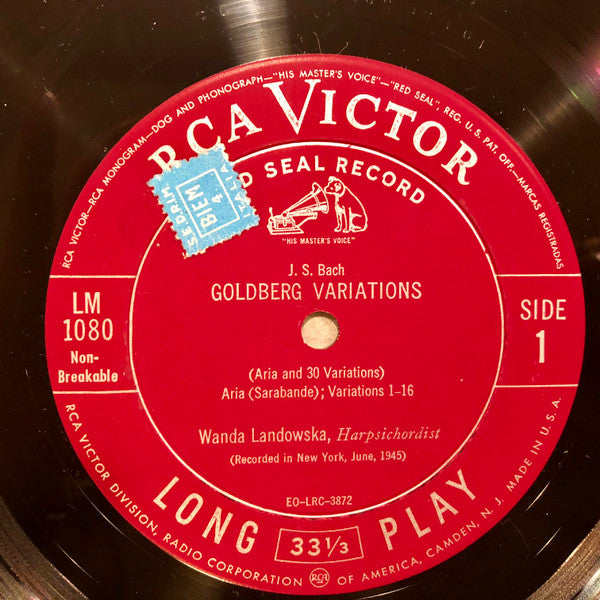 RCA VICTOR—RCA MONOGRAM—DOG AND PHONOGRAPH—"HIS MASTER'S VOICE"—"RED SEAL", REG. U.S. PAT. OFF.—MARCAS REGISTRADAS
RCA VICTOR
D SEAL RECORD
SEDRIM
BIEM
4
ITALIA
"HIS MASTER'S VOICE"
J. S. Bach
GOLDBERG VARIATIONS
LM
1080
Non-
Breakable
SIDE
1
(Aria and 30 Variations)
Aria (Sarabande); Variations 1–16
Wanda Landowska, Harpsichordist
(Recorded in New York, June, 1945)
EO–LRC–3872
LONG 33⅓ PLAY
RCA VICTOR DIVISION, RADIO CORPORATION RCA OF AMERICA, CAMDEN, N. J. MADE IN U.S.A.